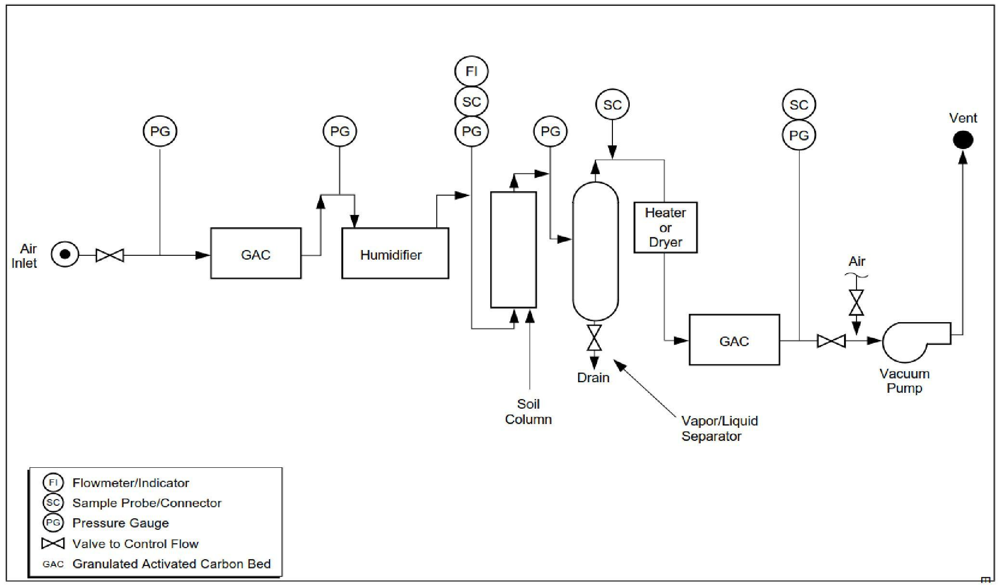 FI
SC
SC
SC
Vent
PG
PG
PG
PG
PG
Heater
or
Dryer
Air
Inlet
GAC
Humidifier
Air
GAC
Drain
Vacuum
Pump
Soil
Column
Vapor/Liquid
Separator
FI Flowmeter/Indicator
SC Sample Probe/Connector
PG Pressure Gauge
Valve to Control Flow
GAC Granulated Activated Carbon Bed
E